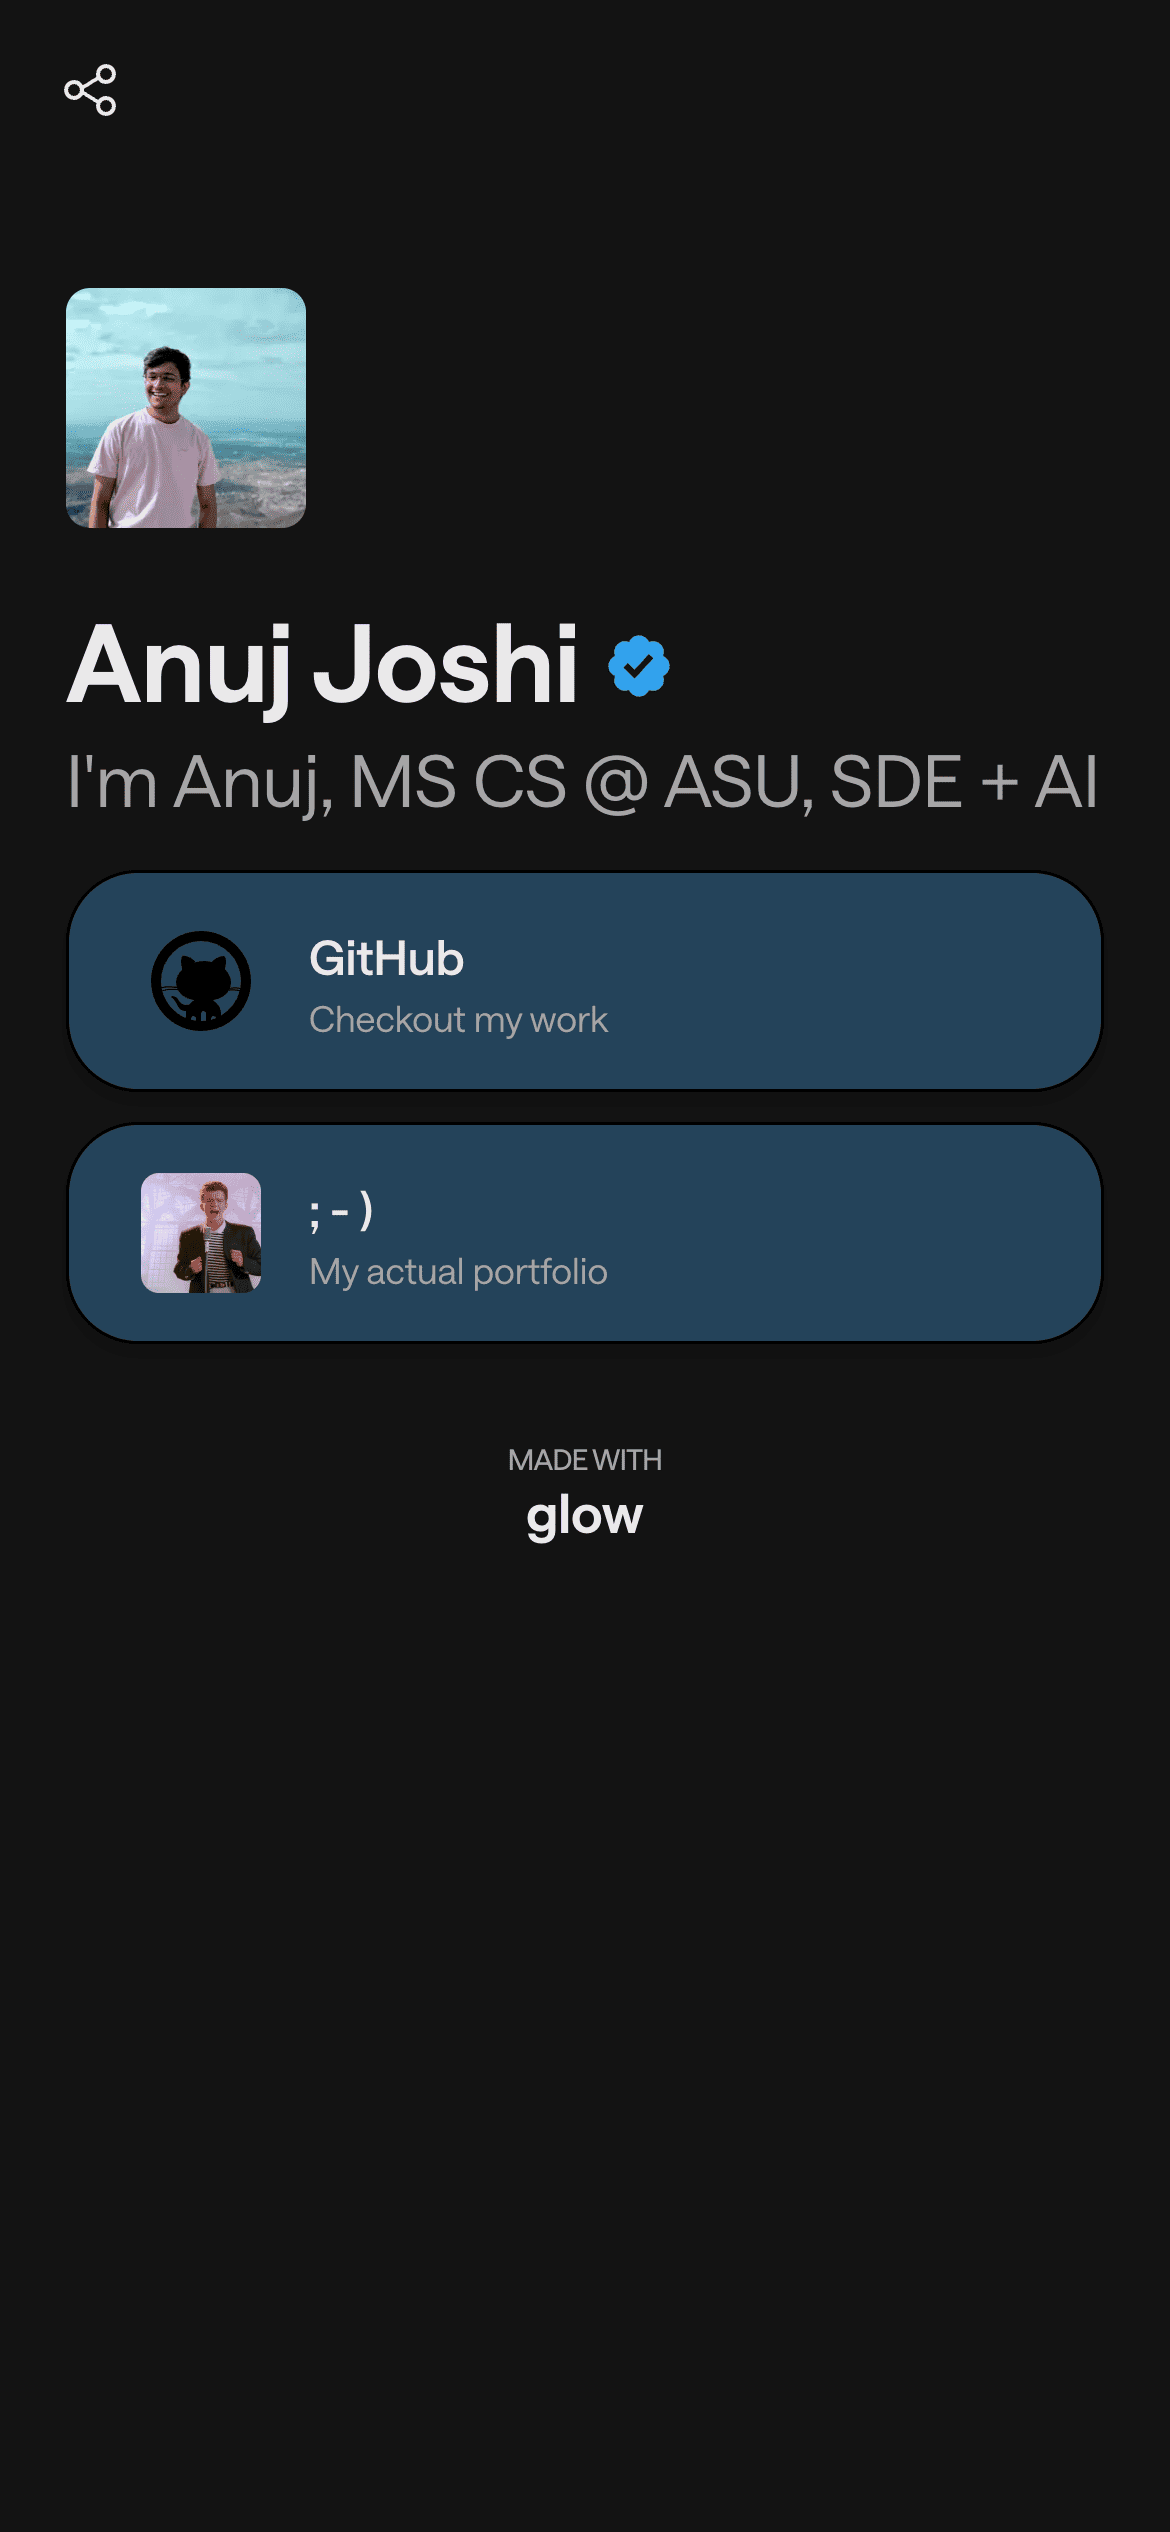 Anuj Joshi
I'm Anuj, MS CS @ ASU, SDE + AI
GitHub
Checkout my work
; - )
My actual portfolio
MADE WITH
glow